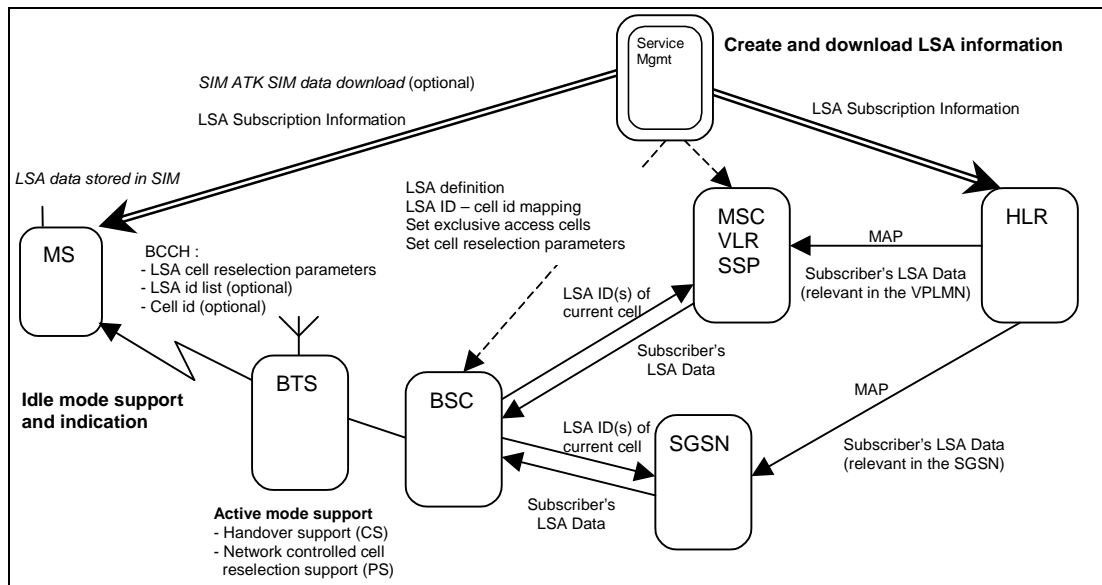 Service
Mgmt
Create and download LSA information
SIM ATK SIM data download (optional)
LSA Subscription Information
LSA Subscription Information
LSA data stored in SIM
LSA definition
LSA ID – cell id mapping
Set exclusive access cells
Set cell reselection parameters
MSC
VLR
SSP
HLR
MS
BCCH :
- LSA cell reselection parameters
- LSA id list (optional)
- Cell id (optional)
MAP
Subscriber's LSA Data
(relevant in the VPLMN)
LSA ID(s) of
current cell
Subscriber's
LSA Data
BTS
BSC
Idle mode support
and indication
MAP
LSA ID(s) of
current cell
SGSN
Subscriber's LSA Data
(relevant in the SGSN)
Subscriber's
LSA Data
Active mode support
- Handover support (CS)
- Network controlled cell
reselection support (PS)